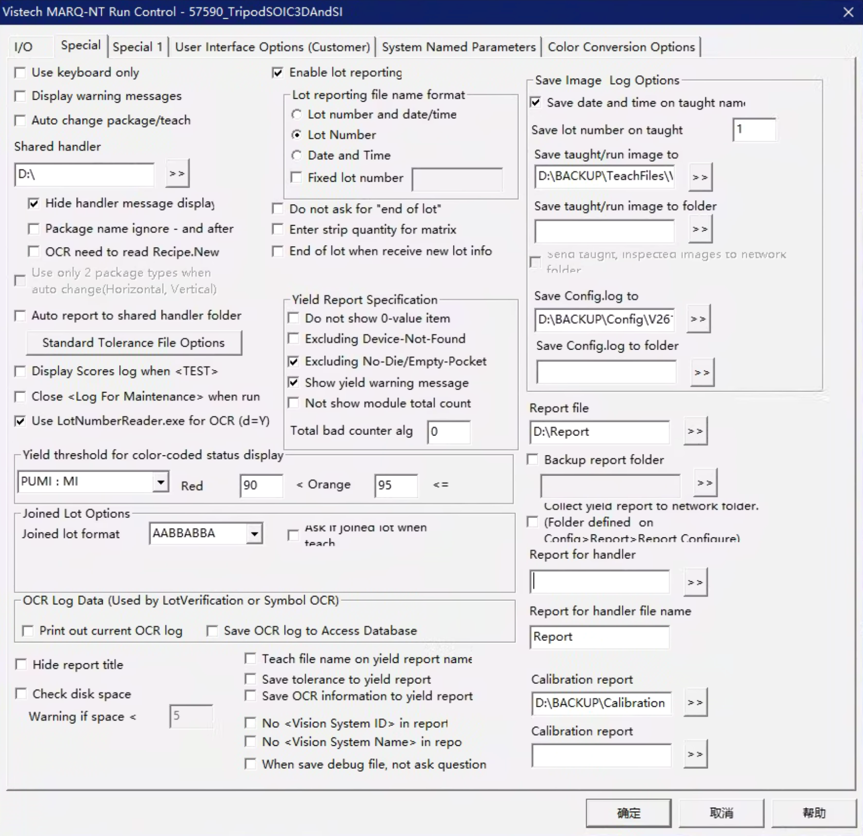 Vistech MARQ-NT Run Control - 57590_TripodSOIC3DAndSI
I/O
Special
Special 1
User Interface Options (Customer)
System Named Parameters
Color Conversion Options
Use keyboard only
Display warning messages
Auto change package/teach
Shared handler
D:\
>>
Hide handler message display
Package name ignore - and after
OCR need to read Recipe.New
Use only 2 package types when
auto change(Horizontal, Vertical)
Auto report to shared handler folder
Standard Tolerance File Options
Display Scores log when <TEST>
Close <Log For Maintenance> when run
Use LotNumberReader.exe for OCR (d=Y)
Enable lot reporting
Lot reporting file name format
Lot number and date/time
Lot Number
Date and Time
Fixed lot number
Do not ask for "end of lot"
Enter strip quantity for matrix
End of lot when receive new lot info
Yield Report Specification
Do not show 0-value item
Excluding Device-Not-Found
Excluding No-Die/Empty-Pocket
Show yield warning message
Not show module total count
Total bad counter alg
0
Yield threshold for color-coded status display
PUMI : MI
Red
90
< Orange
95
<=
Joined Lot Options
Joined lot format
AABBABBA
Ask if joined lot when
teach
OCR Log Data (Used by LotVerification or Symbol OCR)
Print out current OCR log
Save OCR log to Access Database
Hide report title
Check disk space
Warning if space <
5
Teach file name on yield report name
Save tolerance to yield report
Save OCR information to yield report
No <Vision System ID> in report
No <Vision System Name> in repo
When save debug file, not ask question
Save Image Log Options
Save date and time on taught name
Save lot number on taught
1
Save taught/run image to
D:\BACKUP\TeachFiles\\
>>
Save taught/run image to folder
>>
Send taught, inspected images to network
folder
Save Config.log to
D:\BACKUP\Config\V26
>>
Save Config.log to folder
>>
Report file
D:\Report
>>
Backup report folder
>>
Collect yield report to network folder.
(Folder defined on
Config>Report>Report Configure)
Report for handler
>>
Report for handler file name
Report
Calibration report
D:\BACKUP\Calibration
>>
Calibration report
>>
确定
取消
帮助